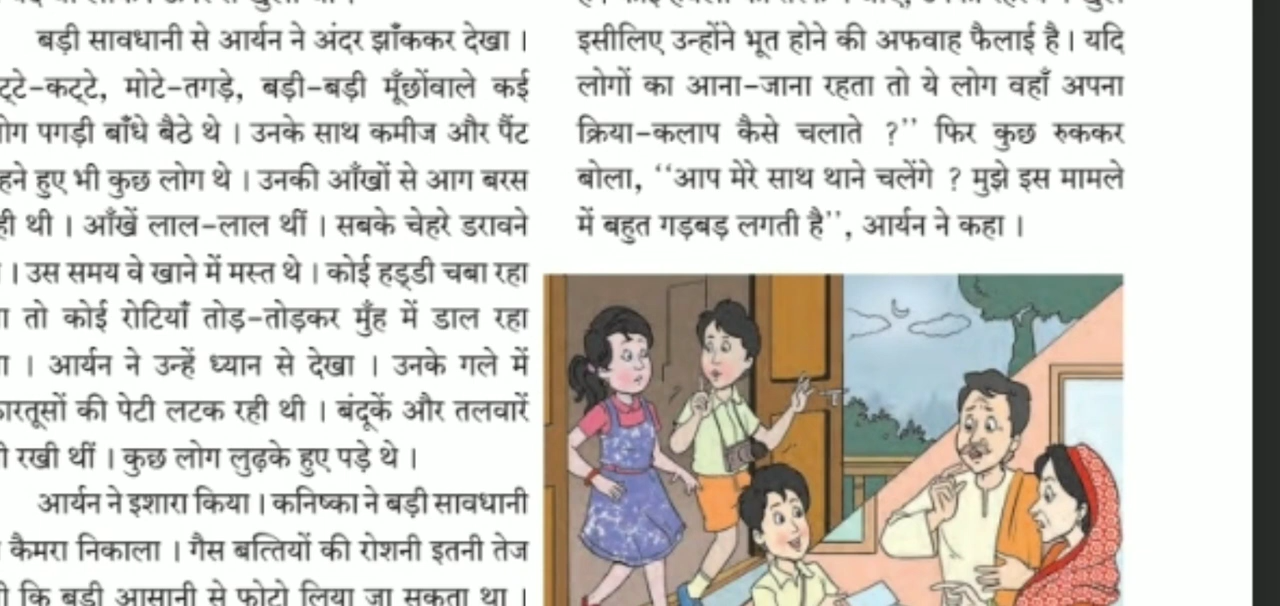 बड़ी सावधानी से आर्यन ने अंदर झाँककर देखा ।
मोटे-तगड़े, बड़ी-बड़ी मूँछोंवाले कई
पगड़ी बाँधे बैठे थे । उनके साथ कमीज और पैंट
हुए भी कुछ लोग थे । उनकी आँखों से आग बरस
थी । आँखें लाल-लाल थीं । सबके चेहरे डरावने
। उस समय वे खाने में मस्त थे । कोई हड्डी चबा रहा
तो कोई रोटियाँ तोड़-तोड़कर मुँह में डाल रहा
। आर्यन ने उन्हें ध्यान से देखा । उनके गले में
की पेटी लटक रही थी । बंदूकें और तलवारें
रखी थीं । कुछ लोग लुढ़के हुए पड़े थे ।
आर्यन ने इशारा किया । कनिष्का ने बड़ी सावधानी
कैमरा निकाला । गैस बत्तियों की रोशनी इतनी तेज
कि बड़ी आसानी से फोटो लिया जा सकता था ।
इसीलिए उन्होंने भूत होने की अफवाह फैलाई है । यदि
लोगों का आना-जाना रहता तो ये लोग वहाँ अपना
क्रिया-कलाप कैसे चलाते ?’’ फिर कुछ रुककर
बोला, ‘‘आप मेरे साथ थाने चलेंगे ? मुझे इस मामले
में बहुत गड़बड़ लगती है’’, आर्यन ने कहा ।